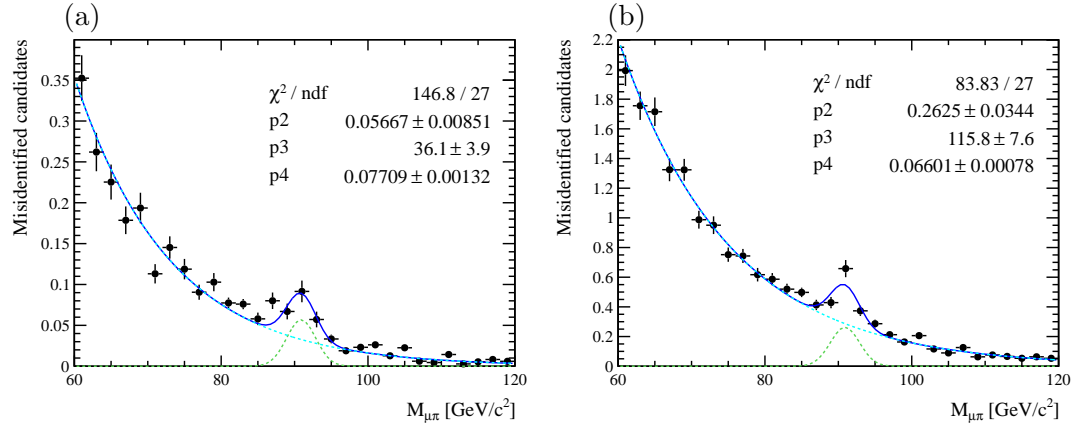 (a)
Misidentified candidates
0.35
0.3
0.25
0.2
0.15
0.1
0.05
0
χ² / ndf 146.8 / 27
p2 0.05667 ± 0.00851
p3 36.1 ± 3.9
p4 0.07709 ± 0.00132
60 80 100 120
M_μπ [GeV/c²]
(b)
Misidentified candidates
2.2
2
1.8
1.6
1.4
1.2
1
0.8
0.6
0.4
0.2
0
χ² / ndf 83.83 / 27
p2 0.2625 ± 0.0344
p3 115.8 ± 7.6
p4 0.06601 ± 0.00078
60 80 100 120
M_μπ [GeV/c²]